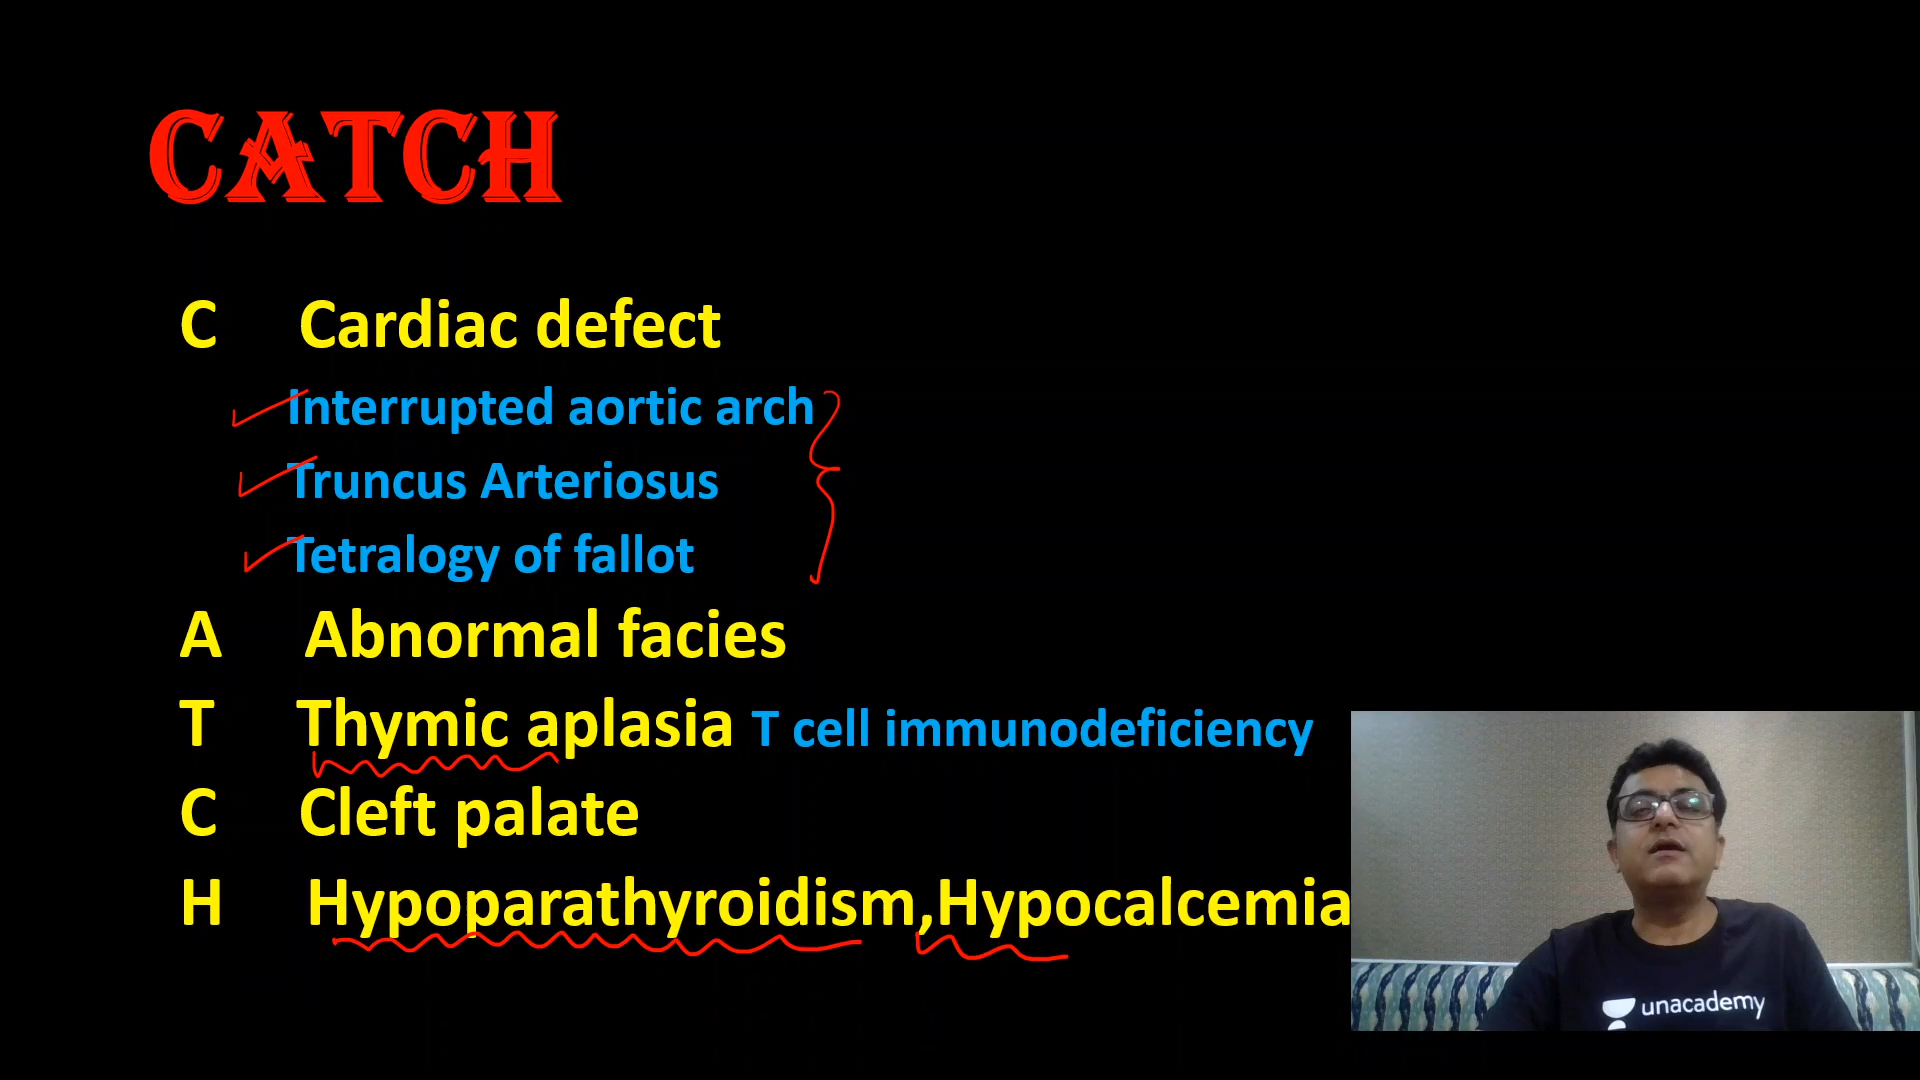 CATCH
C Cardiac defect
Interrupted aortic arch
Truncus Arteriosus
Tetralogy of fallot
A Abnormal facies
T Thymic aplasia T cell immunodeficiency
C Cleft palate
H Hypoparathyroidism,Hypocalcemia
unacademy